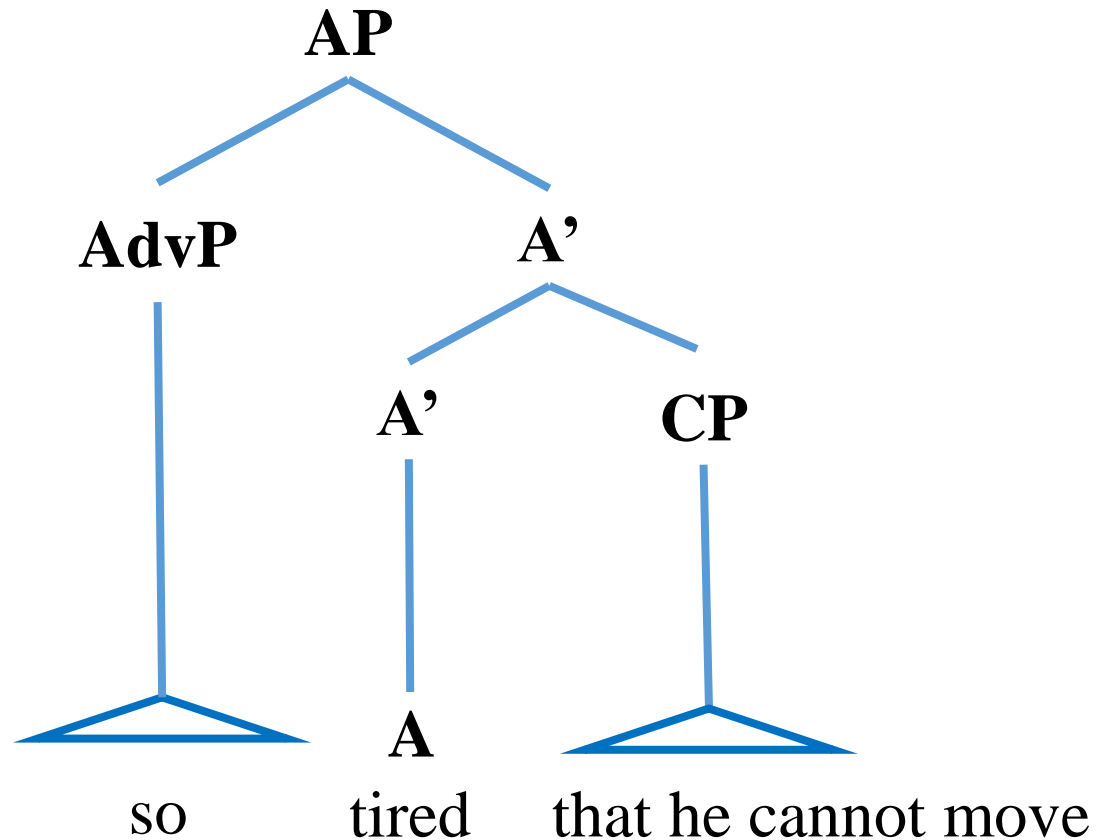 AP
AdvP A’
A’ CP
A
so tired that he cannot move